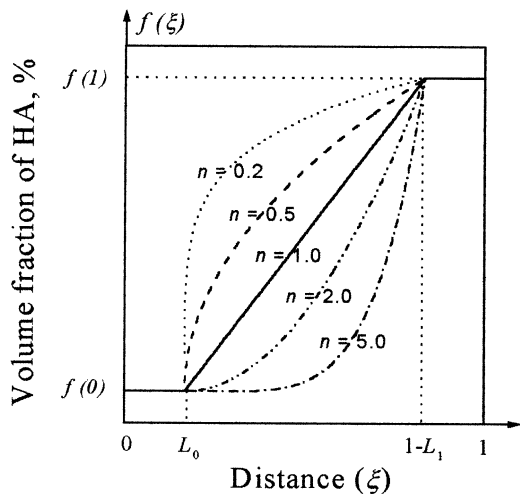 f(ξ)
Volume fraction of HA, %
f(1)
n = 0.2
n = 0.5
n = 1.0
n = 2.0
n = 5.0
f(0)
0 L₀ 1-L₁ 1
Distance (ξ)